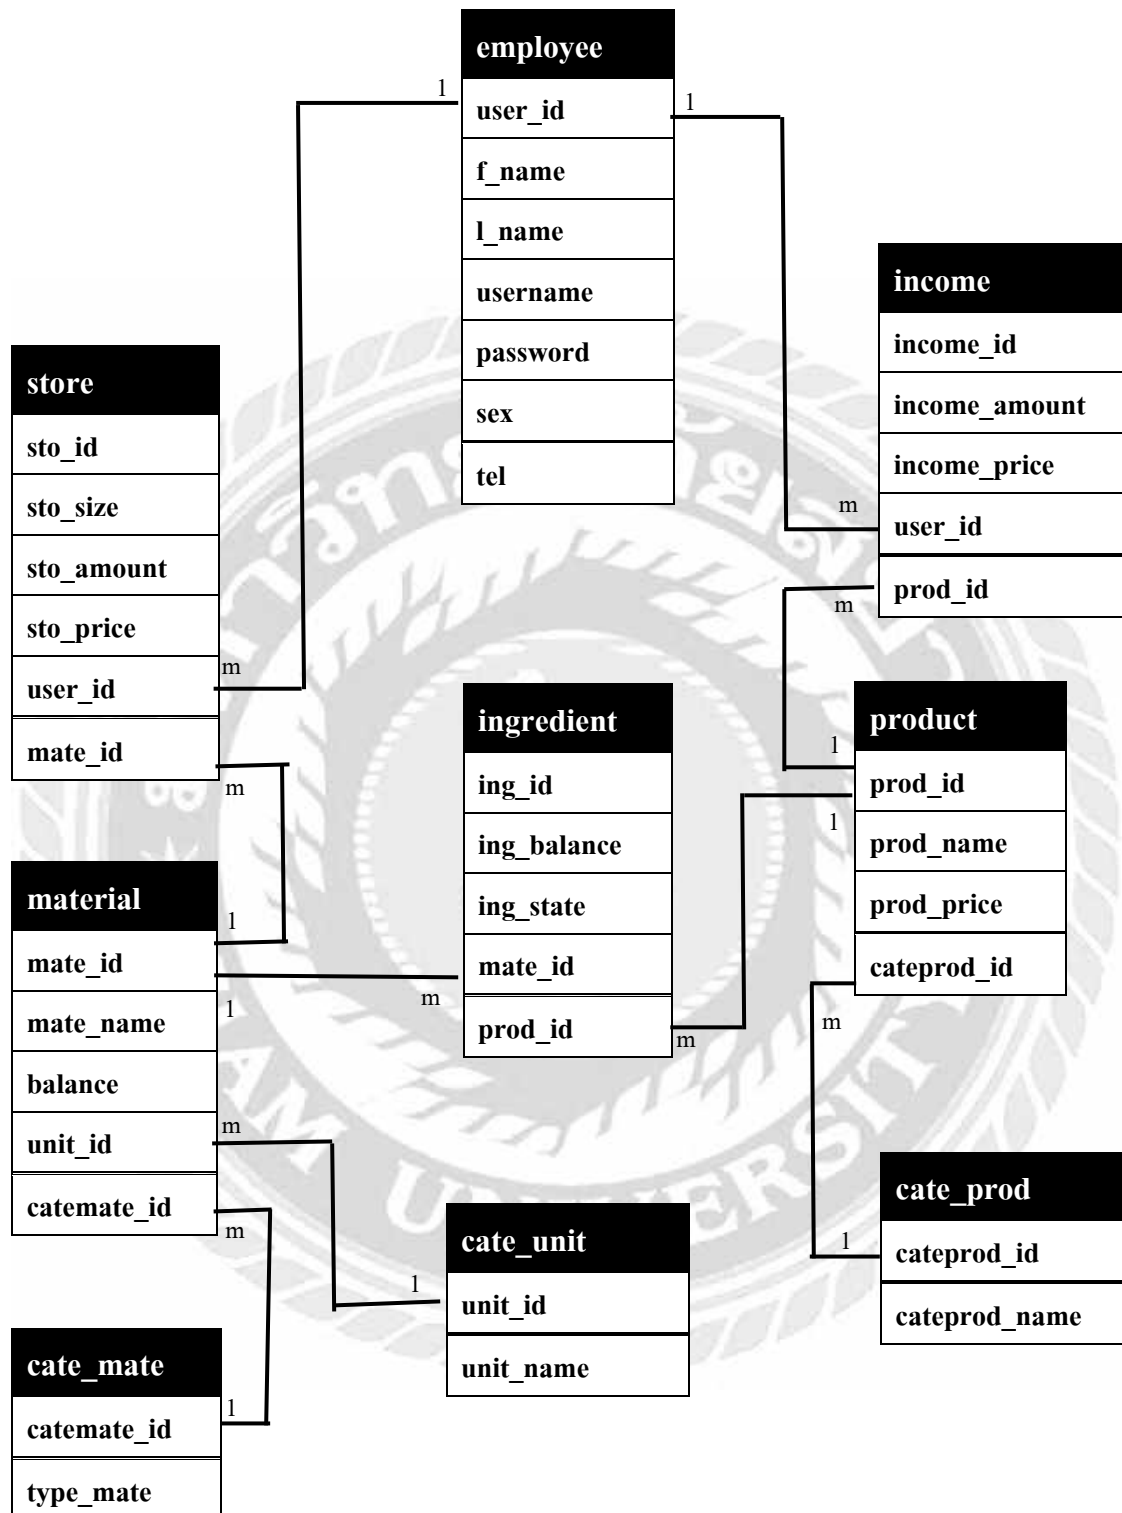 employee
user_id
f_name
l_name
username
password
sex
tel
1
1
income
income_id
income_amount
income_price
user_id
prod_id
m
m
store
sto_id
sto_size
sto_amount
sto_price
user_id
mate_id
m
m
ingredient
ing_id
ing_balance
ing_state
mate_id
prod_id
m
m
product
prod_id
prod_name
prod_price
cateprod_id
1
1
m
material
mate_id
mate_name
balance
unit_id
catemate_id
1
1
m
m
cate_unit
unit_id
unit_name
1
cate_prod
cateprod_id
cateprod_name
1
cate_mate
catemate_id
type_mate
1
AM UNIVERSIT